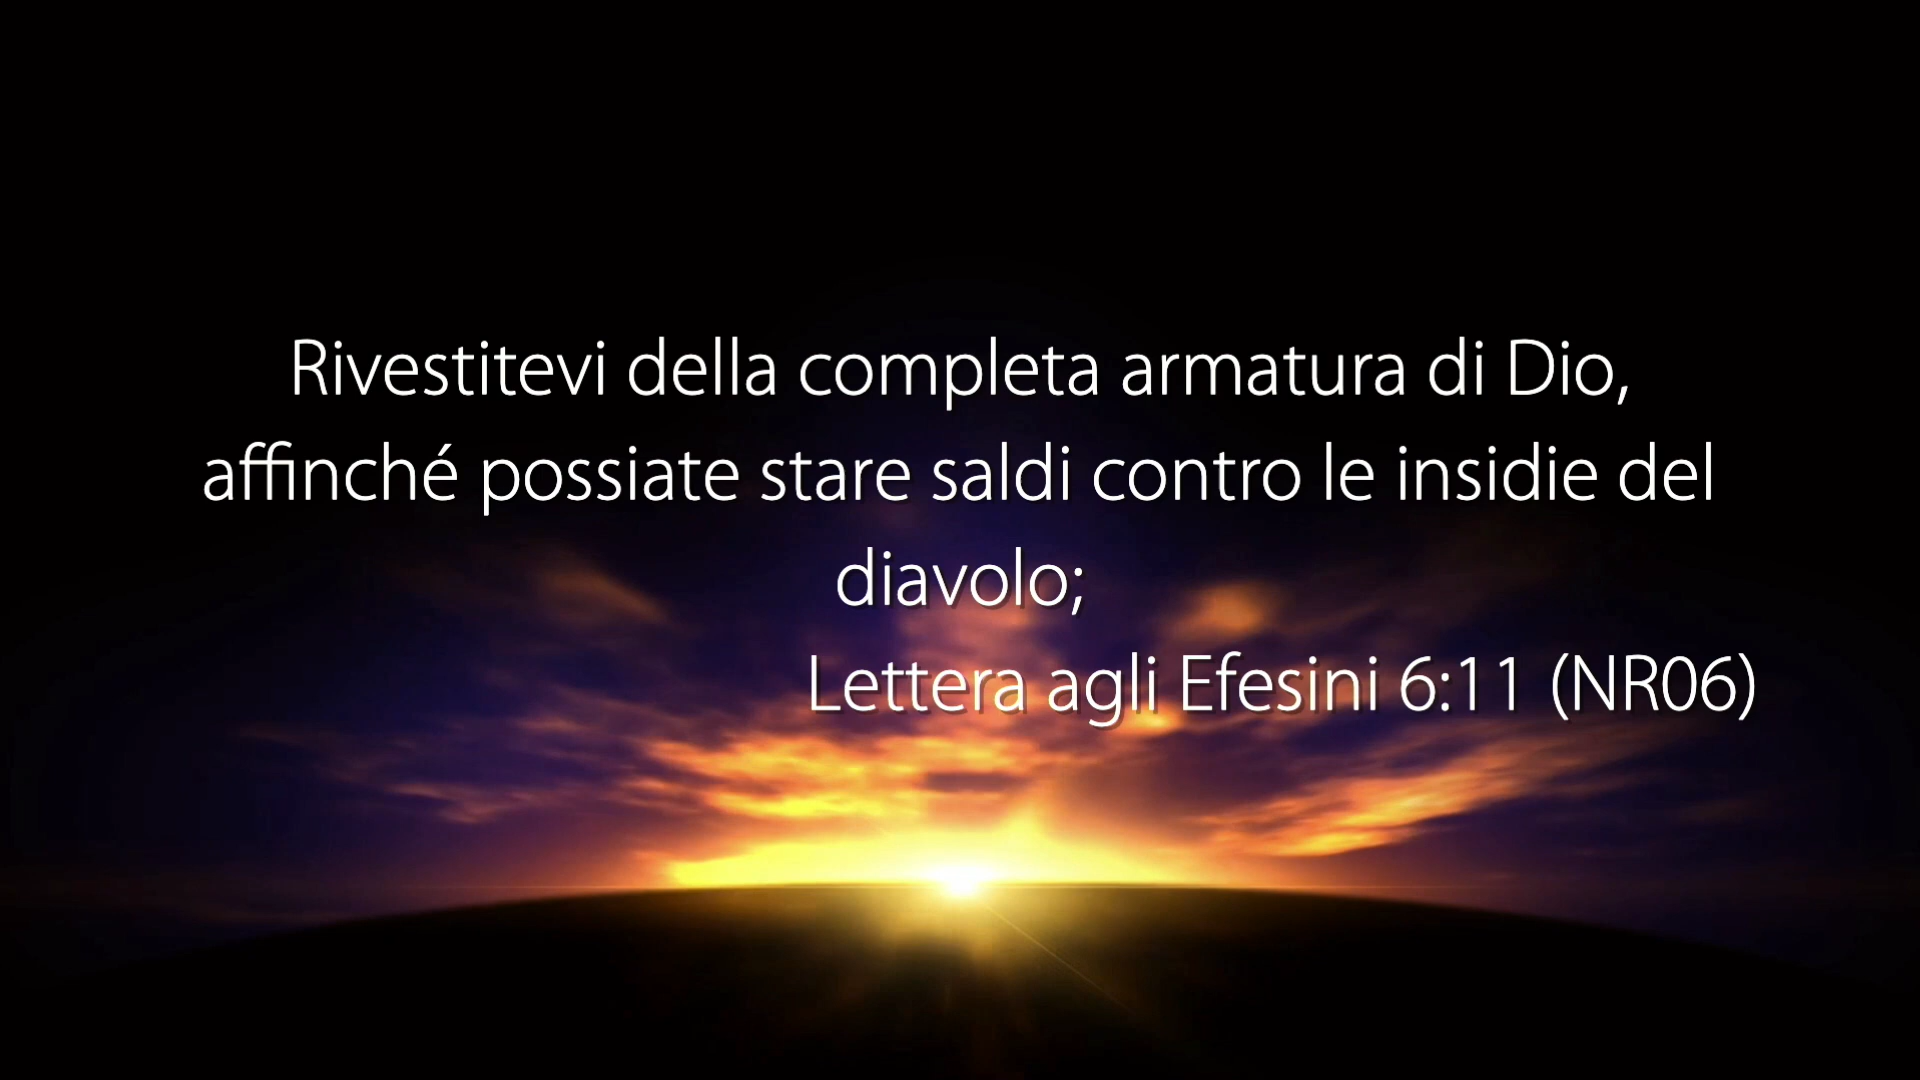 Rivestitevi della completa armatura di Dio,
affinché possiate stare saldi contro le insidie del
diavolo;
Lettera agli Efesini 6:11 (NR06)